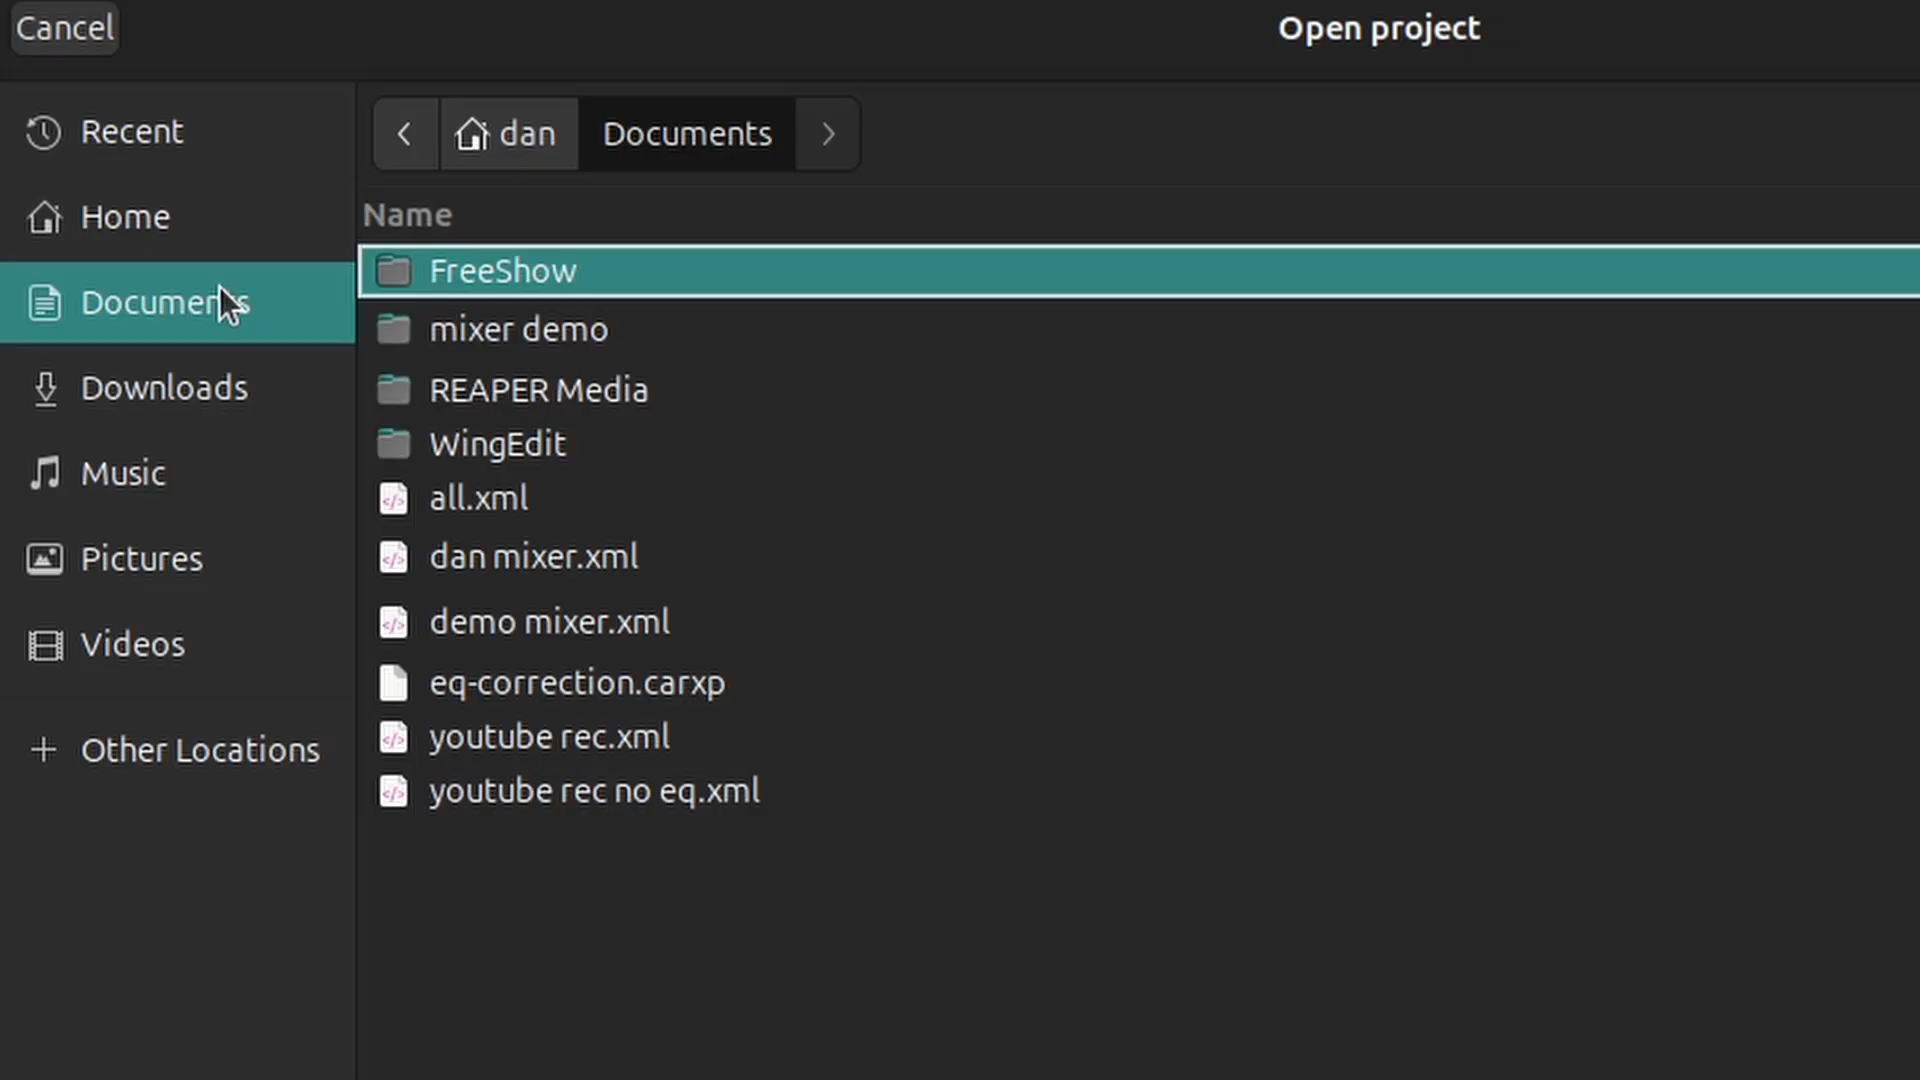 Cancel
Open project
Recent
Home
Documents
Downloads
Music
Pictures
Videos
Other Locations
dan
Documents
Name
FreeShow
mixer demo
REAPER Media
WingEdit
all.xml
dan mixer.xml
demo mixer.xml
eq-correction.carxp
youtube rec.xml
youtube rec no eq.xml